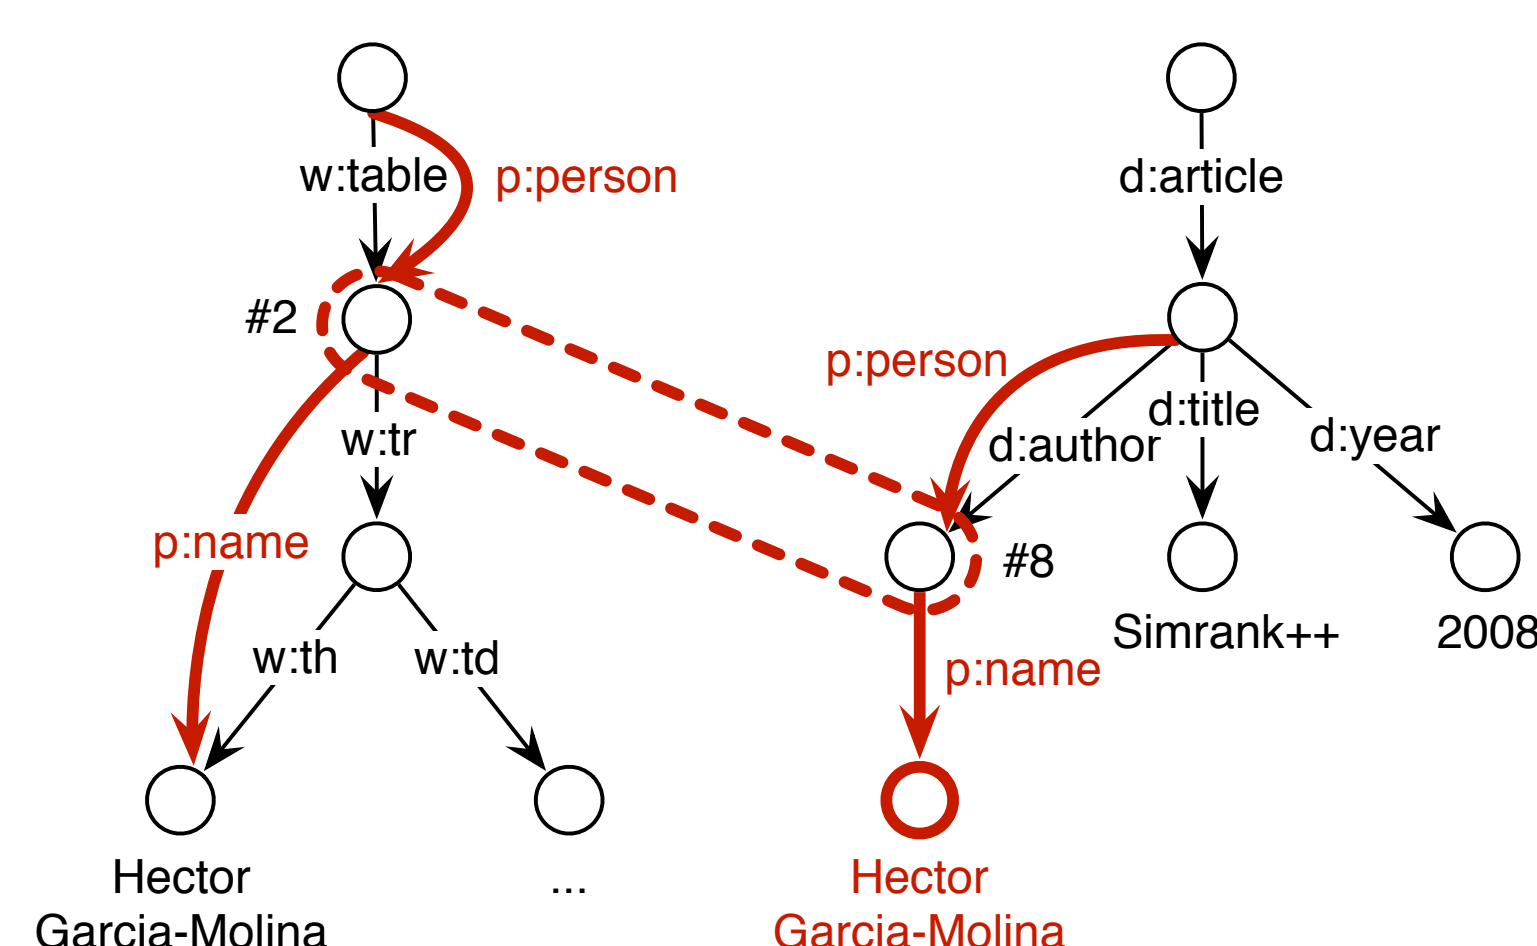 w:table
p:person
d:article
#2
p:person
d:title
d:author
d:year
w:tr
p:name
#8
Simrank++
2008
w:th
w:td
p:name
Hector
Garcia-Molina
...
Hector
Garcia-Molina